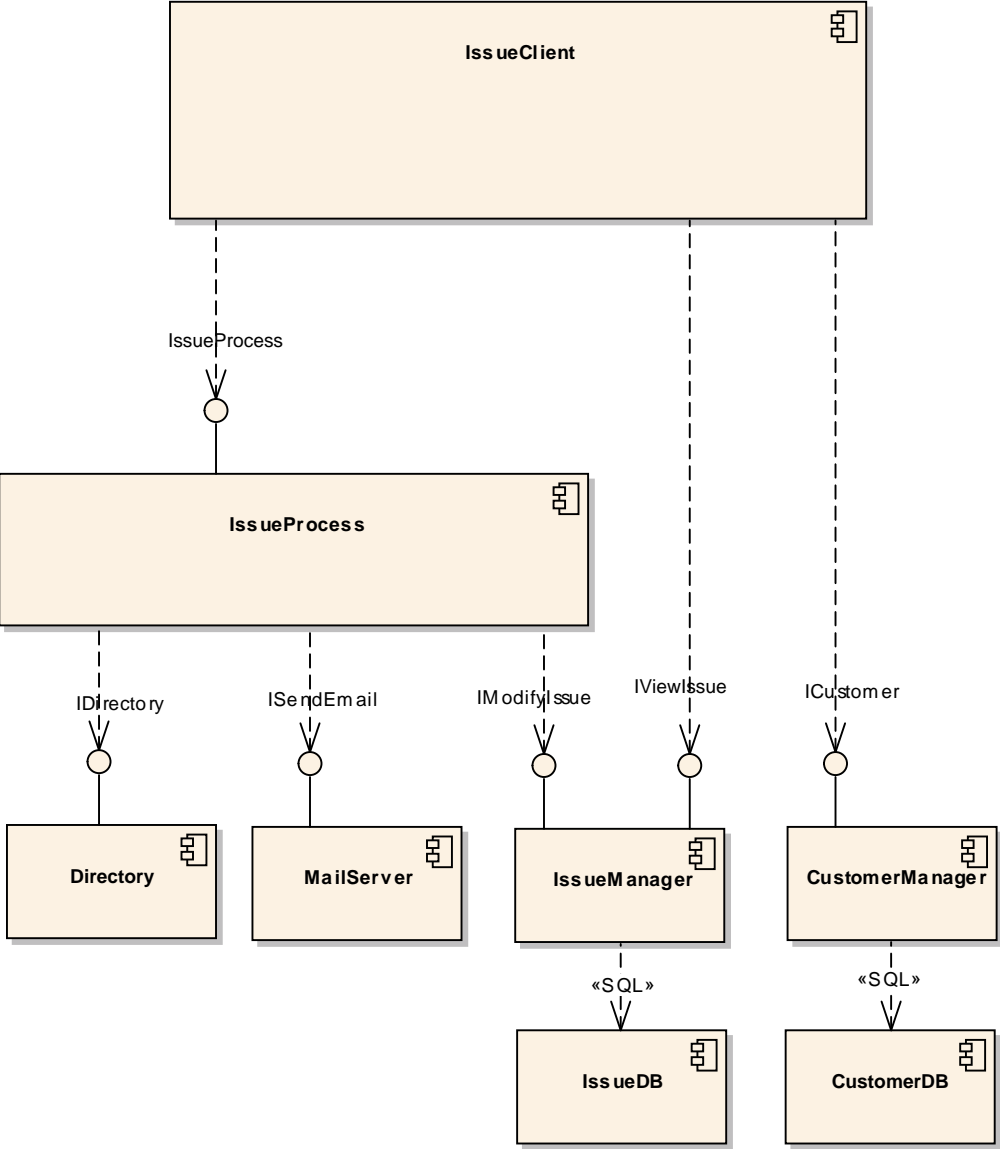 IssueClient
IssueProcess
IssueProcess
IDirectory
ISendEmail
IModifyIssue
IViewIssue
ICustomer
Directory
MailServer
IssueManager
CustomerManager
«SQL»
«SQL»
IssueDB
CustomerDB